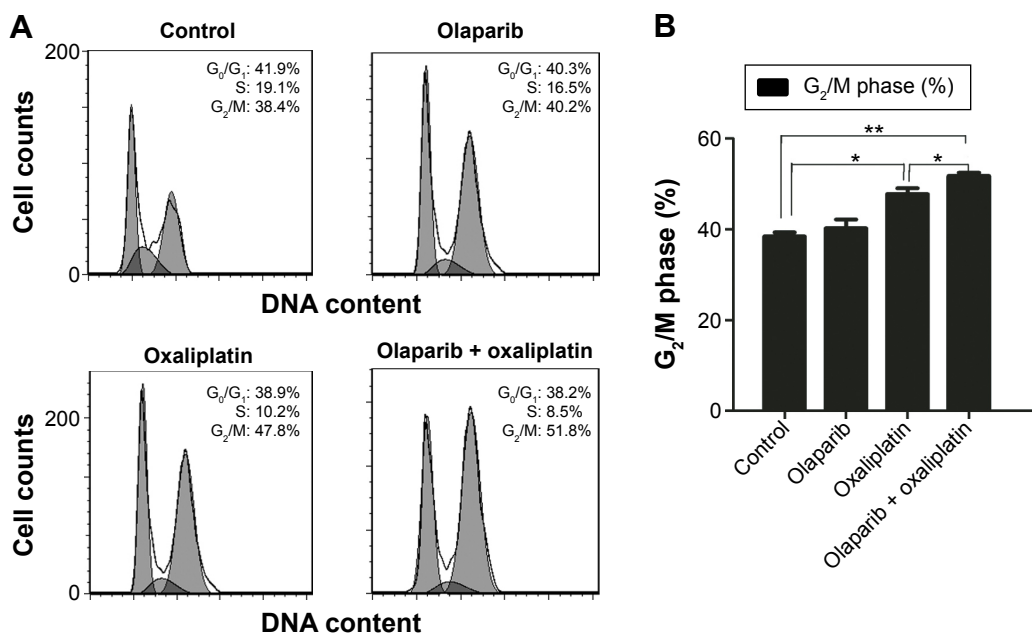 A
Control
200
Cell counts
0
G₀/G₁: 41.9%
S: 19.1%
G₂/M: 38.4%
DNA content
Olaparib
G₀/G₁: 40.3%
S: 16.5%
G₂/M: 40.2%
Oxaliplatin
200
Cell counts
0
G₀/G₁: 38.9%
S: 10.2%
G₂/M: 47.8%
DNA content
Olaparib + oxaliplatin
G₀/G₁: 38.2%
S: 8.5%
G₂/M: 51.8%
B
G₂/M phase (%)
G₂/M phase (%)
60
40
20
0
**
*
*
Control
Olaparib
Oxaliplatin
Olaparib + oxaliplatin